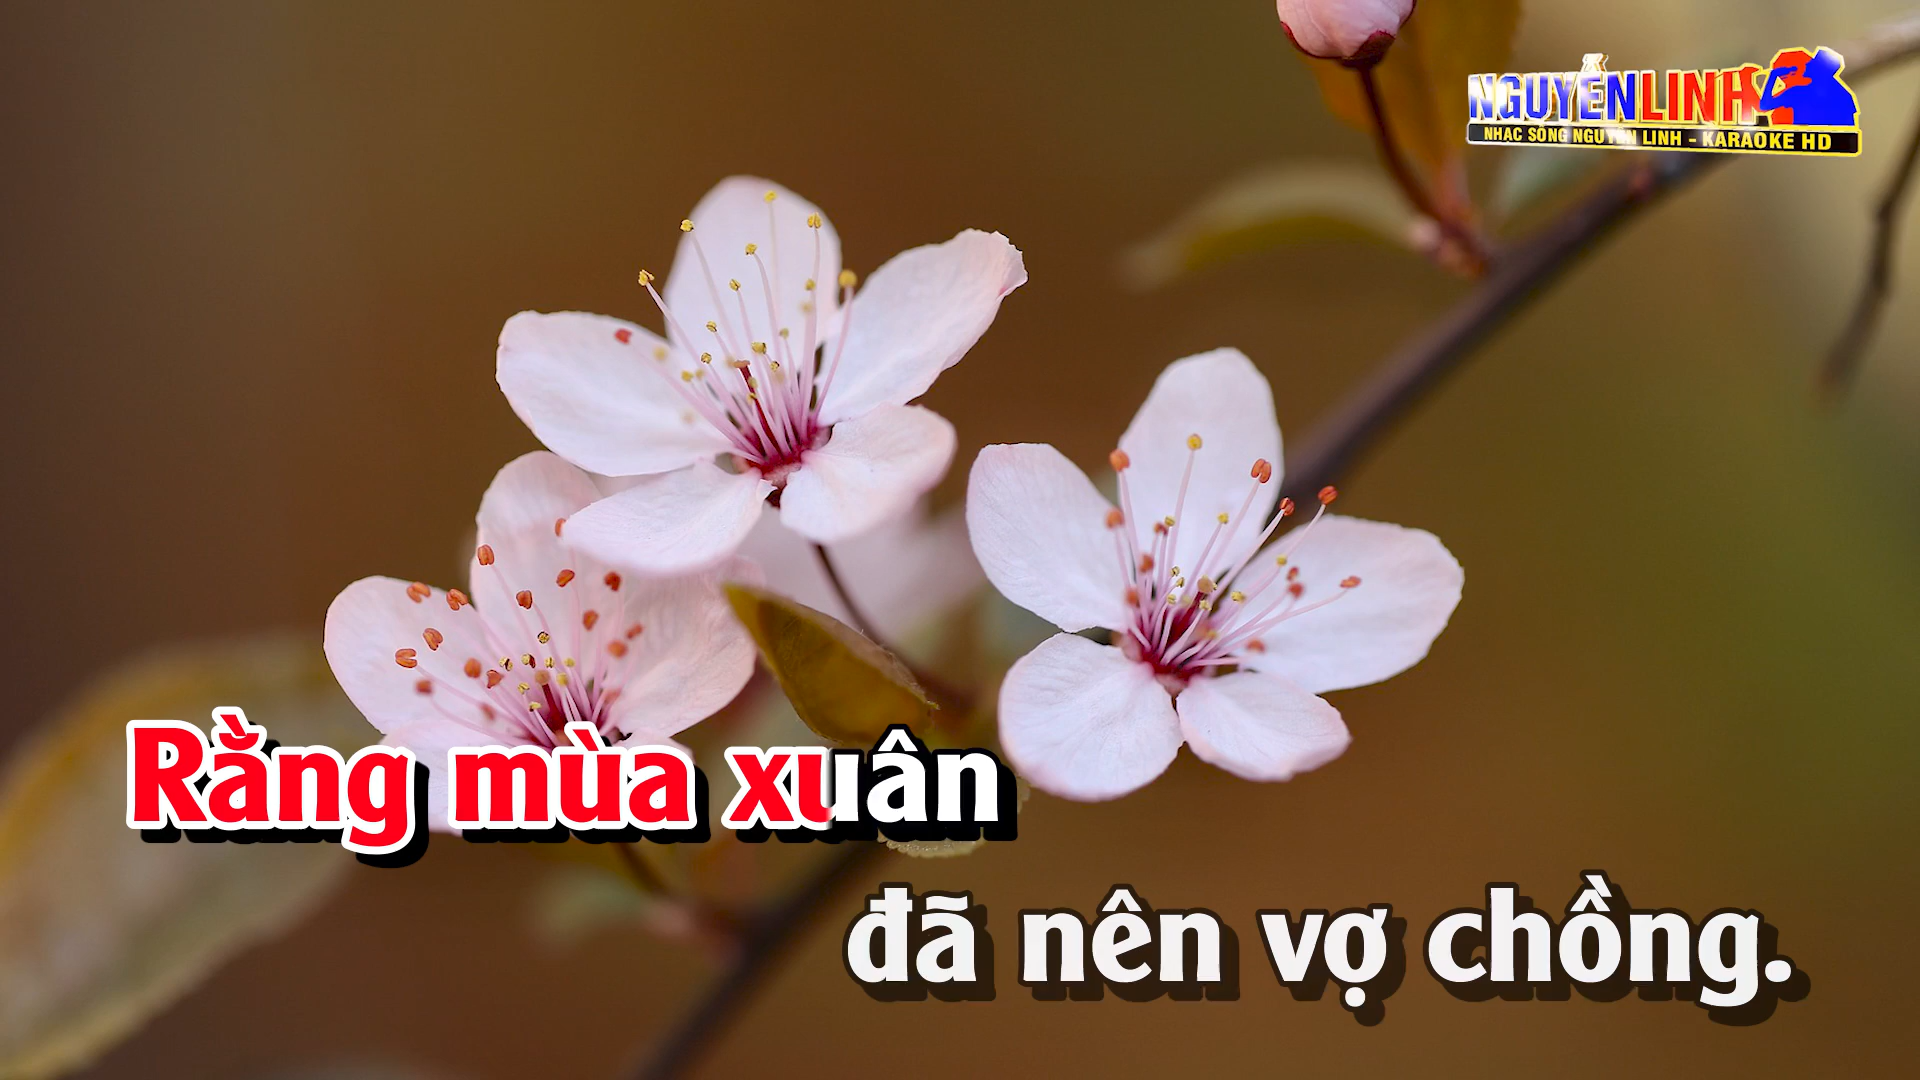 NGUYỄN LINH
NHẠC SỐNG NGUYỄN LINH - KARAOKE HD
Rằng mùa xuân
đã nên vợ chồng.